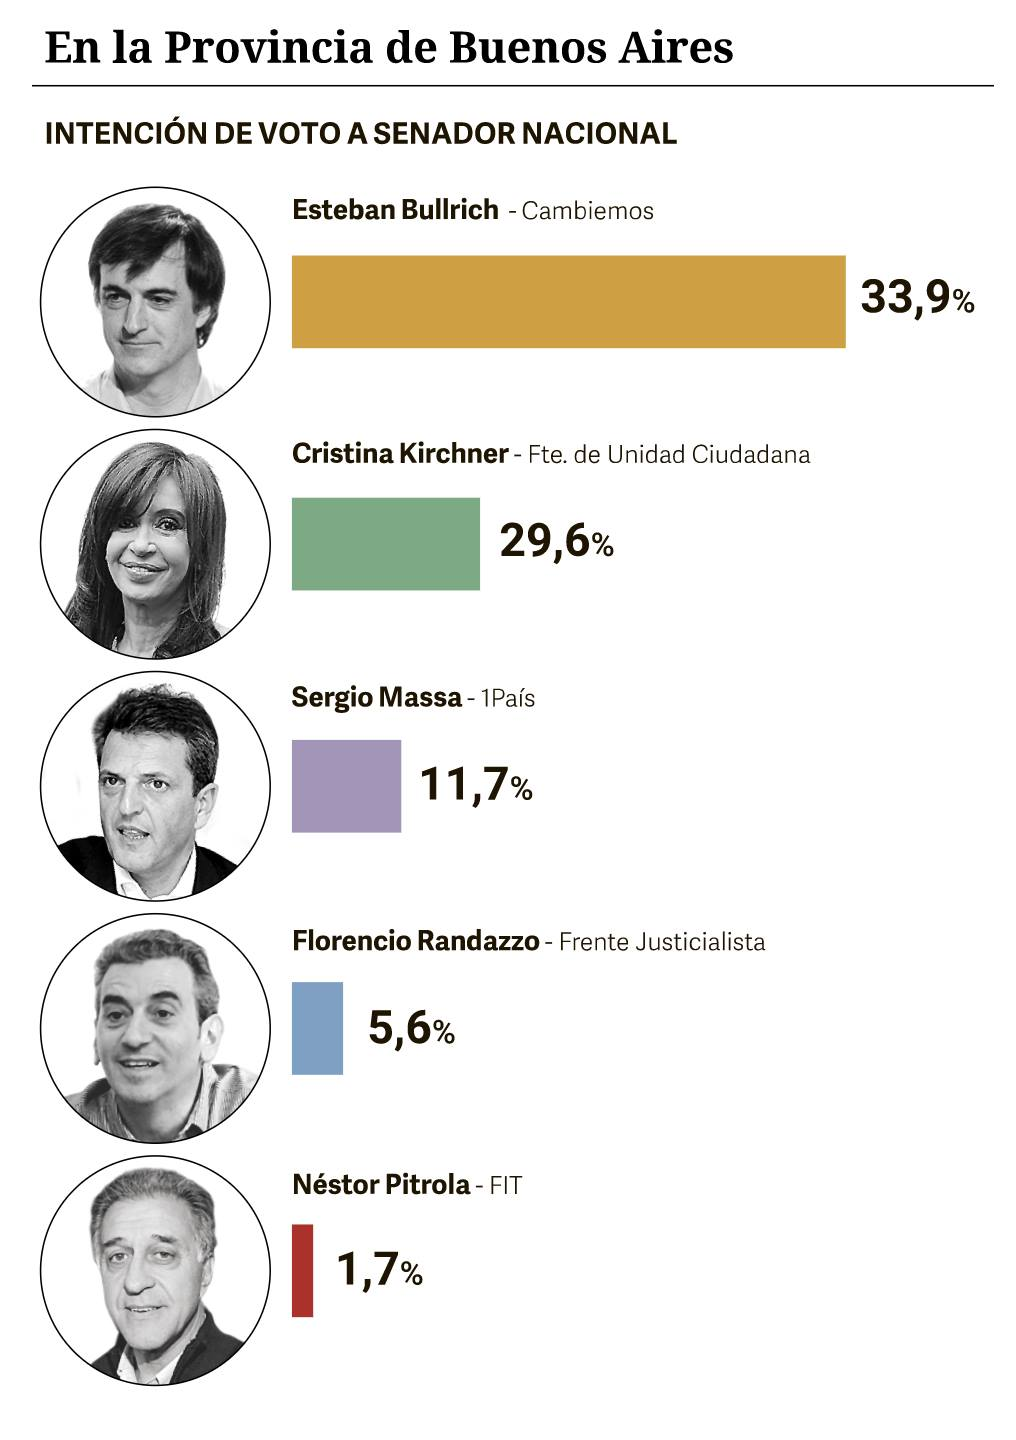 En la Provincia de Buenos Aires
INTENCIÓN DE VOTO A SENADOR NACIONAL
Esteban Bullrich - Cambiemos
33,9%
Cristina Kirchner - Fte. de Unidad Ciudadana
29,6%
Sergio Massa - 1País
11,7%
Florencio Randazzo - Frente Justicialista
5,6%
Néstor Pitrola - FIT
1,7%